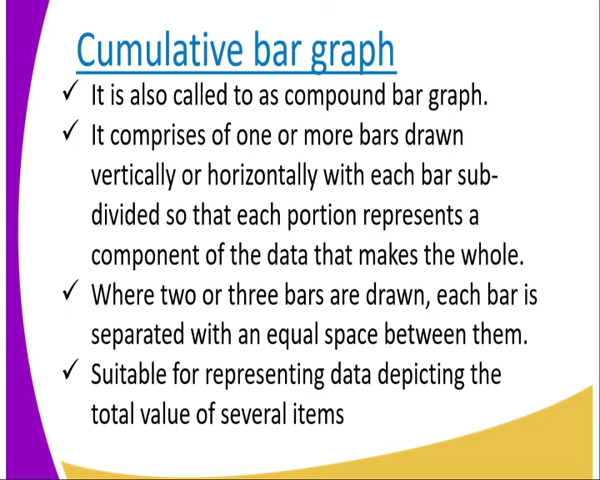 Cumulative bar graph
✓ It is also called to as compound bar graph.
✓ It comprises of one or more bars drawn
vertically or horizontally with each bar sub-
divided so that each portion represents a
component of the data that makes the whole.
✓ Where two or three bars are drawn, each bar is
separated with an equal space between them.
✓ Suitable for representing data depicting the
total value of several items